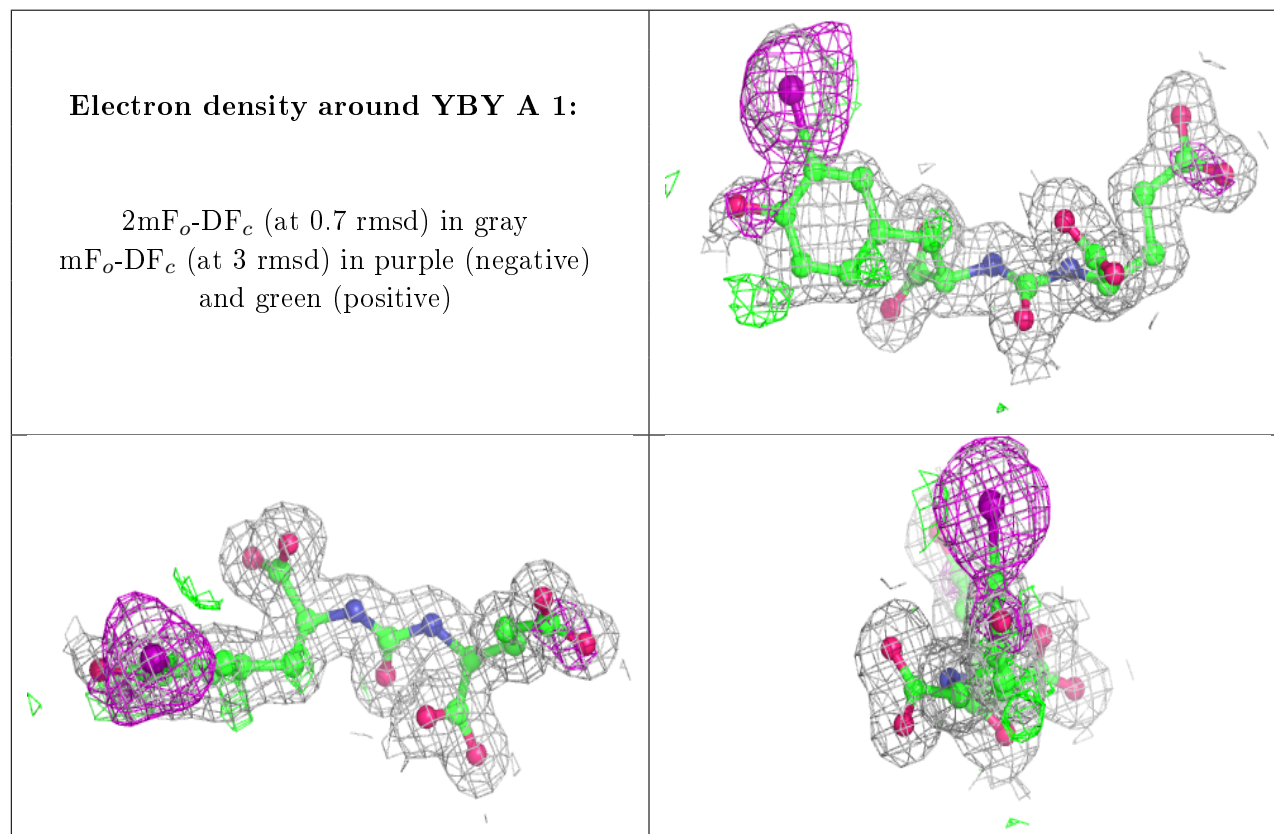 Electron density around YBY A 1:
2mFo-DFc (at 0.7 rmsd) in gray
mFo-DFc (at 3 rmsd) in purple (negative)
and green (positive)